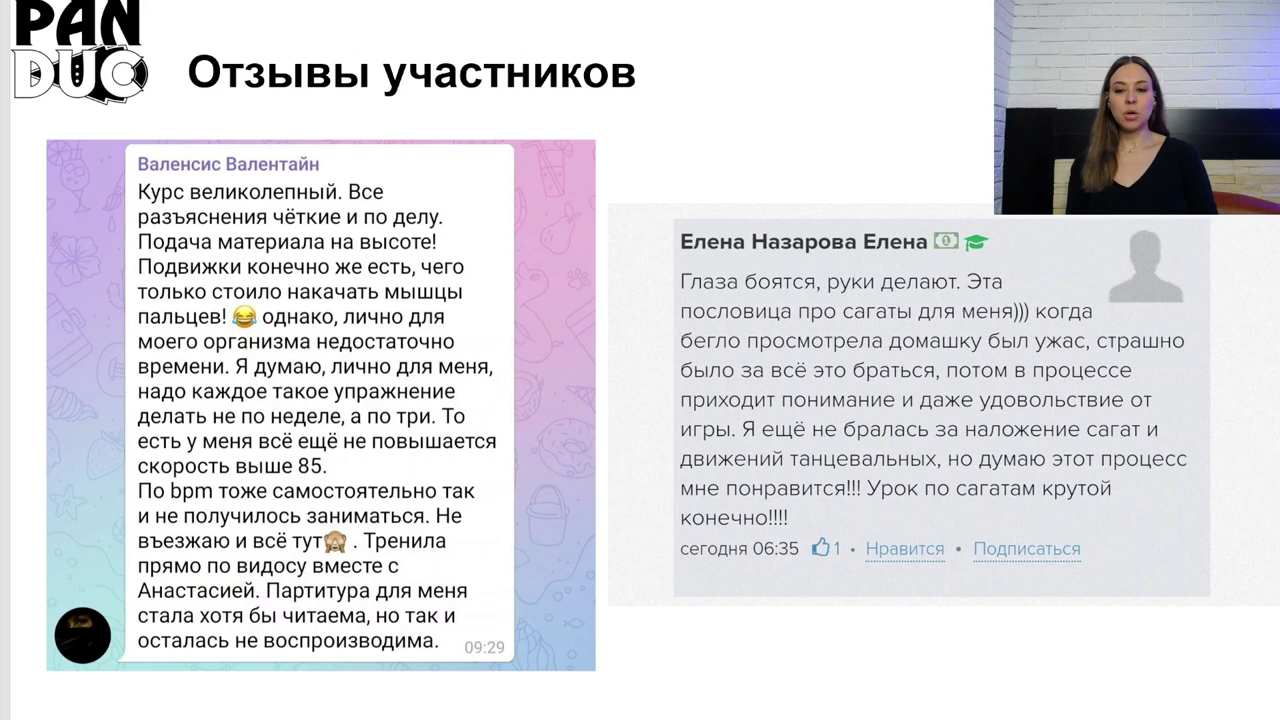 PAN
DUC
Отзывы участников
Валенсис Валентайн
Курс великолепный. Все
разъяснения чёткие и по делу.
Подача материала на высоте!
Подвижки конечно же есть, чего
только стоило накачать мышцы
пальцев! 😂 однако, лично для
моего организма недостаточно
времени. Я думаю, лично для меня,
надо каждое такое упражнение
делать не по неделе, а по три. То
есть у меня всё ещё не повышается
скорость выше 85.
По bpm тоже самостоятельно так
и не получилось заниматься. Не
въезжаю и всё тут🙈 . Тренила
прямо по видосу вместе с
Анастасией. Партитура для меня
стала хотя бы читаема, но так и
осталась не воспроизводима.
09:29
Елена Назарова Елена
Глаза боятся, руки делают. Эта
пословица про сагаты для меня))) когда
бегло просмотрела домашку был ужас, страшно
было за всё это браться, потом в процессе
приходит понимание и даже удовольствие от
игры. Я ещё не бралась за наложение сагат и
движений танцевальных, но думаю этот процесс
мне понравится!!! Урок по сагатам крутой
конечно!!!!
сегодня 06:35 1 • Нравится • Подписаться